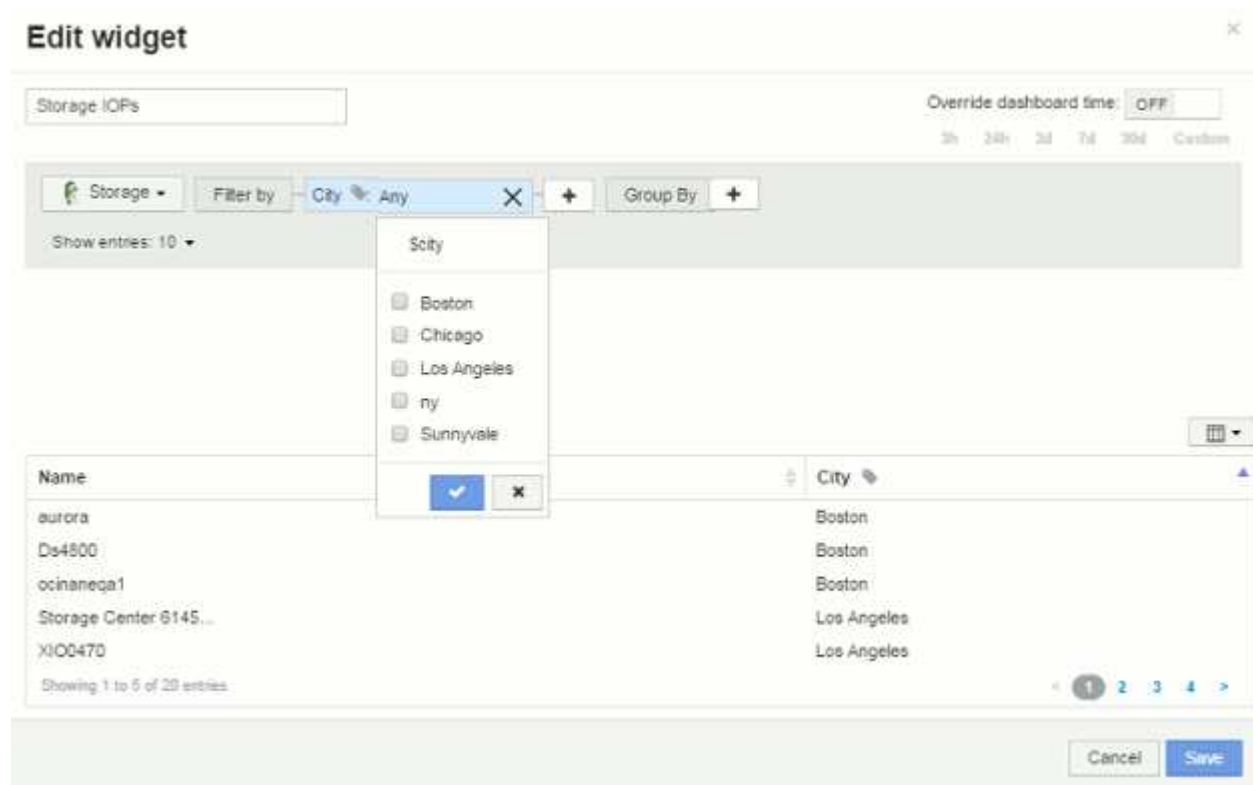 Edit widget
Storage IOPs
Override dashboard time: OFF
3h 24h 3d 7d 30d Custom
Storage Filter by City Any Group By
Show entries: 10
$city
Boston
Chicago
Los Angeles
ny
Sunnyvale
Name City
aurora Boston
Ds4800 Boston
ocinaneqa1 Boston
Storage Center 6145... Los Angeles
XIO0470 Los Angeles
Showing 1 to 5 of 20 entries < 1 2 3 4 >
Cancel Save